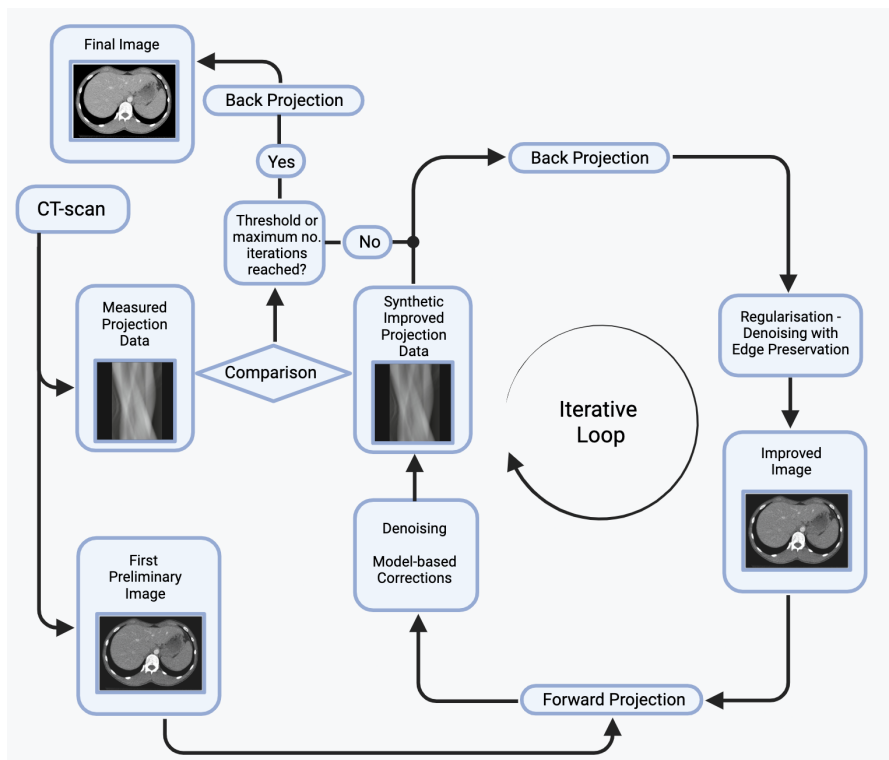 Final Image
Back Projection
Yes
CT-scan
Threshold or
maximum no.
iterations
reached?
No
Back Projection
Measured
Projection
Data
Comparison
Synthetic
Improved
Projection
Data
Regularisation -
Denoising with
Edge Preservation
Iterative
Loop
Improved
Image
Denoising
Model-based
Corrections
First
Preliminary
Image
Forward Projection